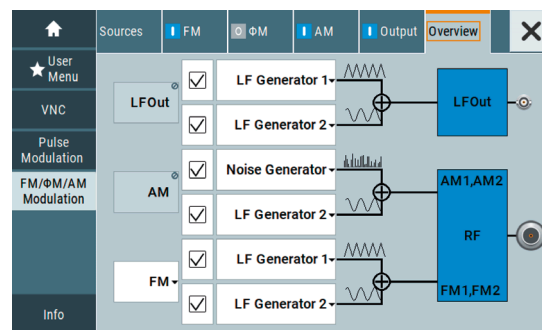 Sources
FM
ΦM
AM
Output
Overview
User
Menu
VNC
Pulse
Modulation
FM/ΦM/AM
Modulation
Info
LFOut
LF Generator 1
LF Generator 2
LFOut
AM
Noise Generator
LF Generator 2
AM1,AM2
RF
FM
LF Generator 1
LF Generator 2
FM1,FM2